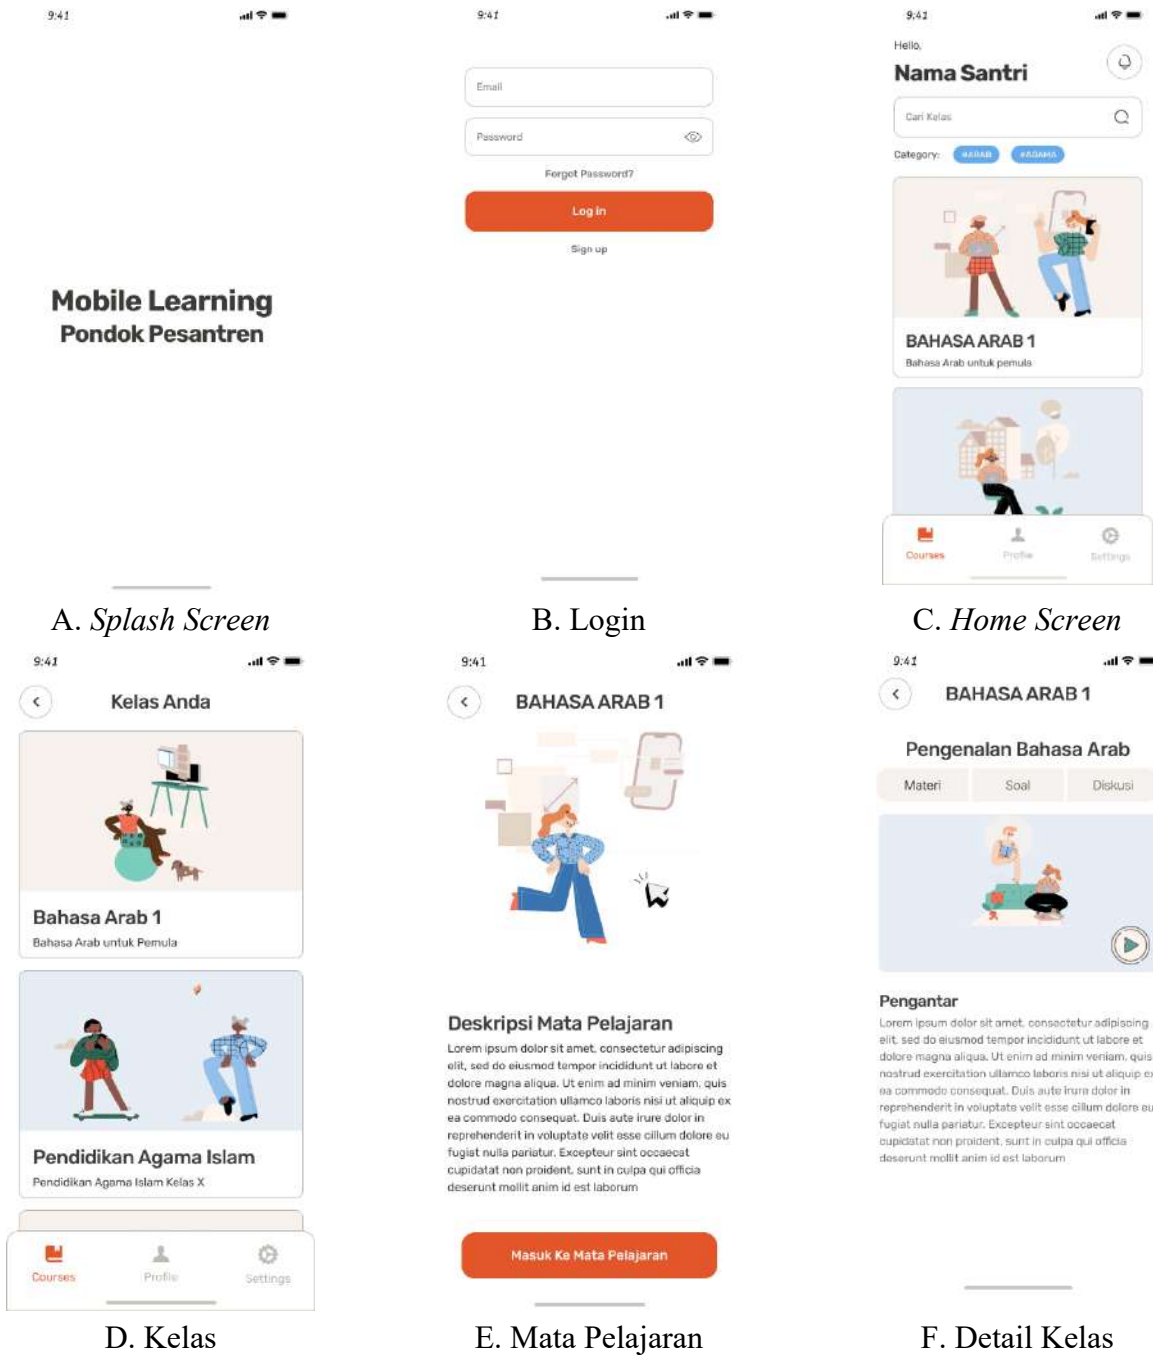 9:41
Mobile Learning
Pondok Pesantren
A. Splash Screen
9:41
Email
Password
Forgot Password?
Log in
Sign up
B. Login
9:41
Hello,
Nama Santri
Cari Kelas
Category: #ARAB #AGAMA
BAHASA ARAB 1
Bahasa Arab untuk pemula
Courses Profile Settings
C. Home Screen
9:41
Kelas Anda
Bahasa Arab 1
Bahasa Arab untuk Pemula
Pendidikan Agama Islam
Pendidikan Agama Islam Kelas X
Courses Profile Settings
D. Kelas
9:41
BAHASA ARAB 1
Deskripsi Mata Pelajaran
Lorem ipsum dolor sit amet, consectetur adipiscing
elit, sed do eiusmod tempor incididunt ut labore et
dolore magna aliqua. Ut enim ad minim veniam, quis
nostrud exercitation ullamco laboris nisi ut aliquip ex
ea commodo consequat. Duis aute irure dolor in
reprehenderit in voluptate velit esse cillum dolore eu
fugiat nulla pariatur. Excepteur sint occaecat
cupidatat non proident, sunt in culpa qui officia
deserunt mollit anim id est laborum
Masuk Ke Mata Pelajaran
E. Mata Pelajaran
9:41
BAHASA ARAB 1
Pengenalan Bahasa Arab
Materi Soal Diskusi
Pengantar
Lorem ipsum dolor sit amet, consectetur adipiscing
elit, sed do eiusmod tempor incididunt ut labore et
dolore magna aliqua. Ut enim ad minim veniam, quis
nostrud exercitation ullamco laboris nisi ut aliquip ex
ea commodo consequat. Duis aute irure dolor in
reprehenderit in voluptate velit esse cillum dolore eu
fugiat nulla pariatur. Excepteur sint occaecat
cupidatat non proident, sunt in culpa qui officia
deserunt mollit anim id est laborum
F. Detail Kelas